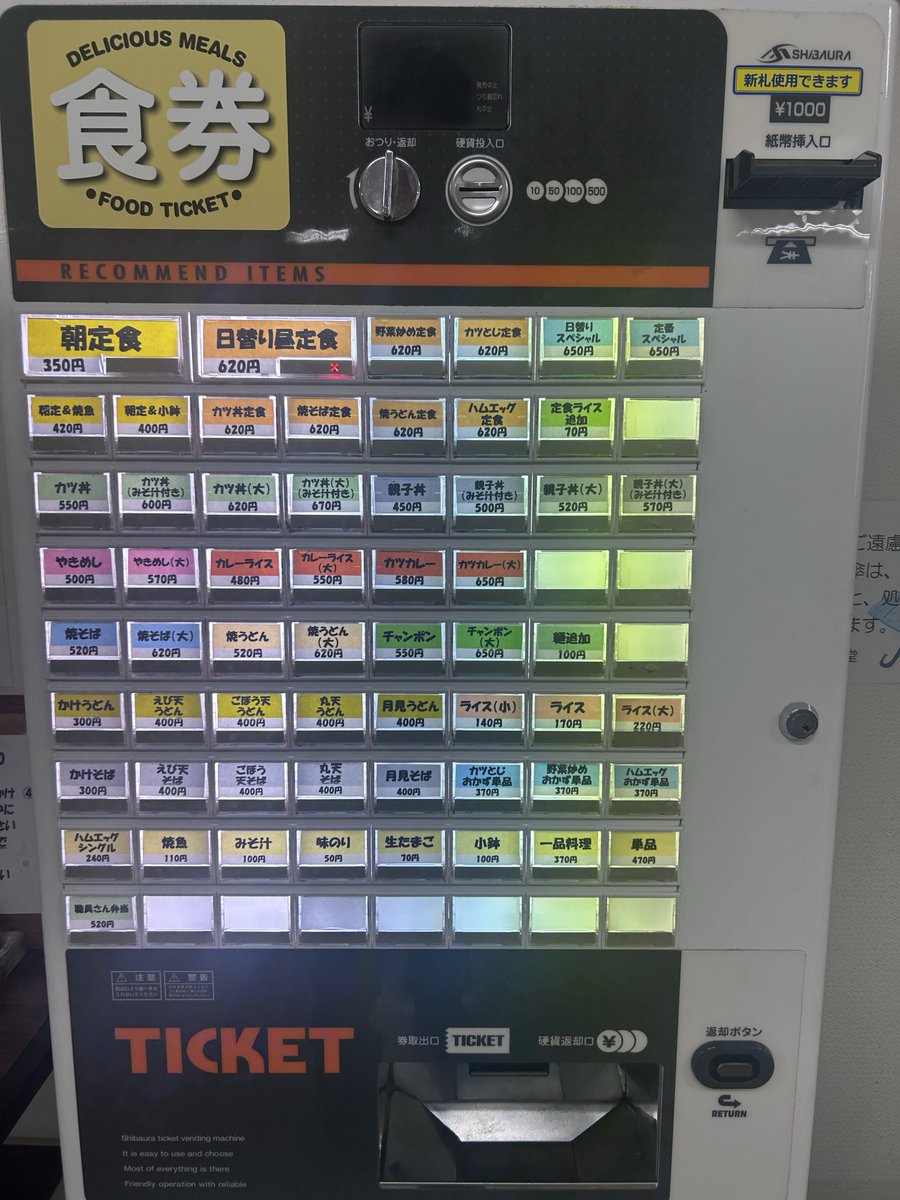 DELICIOUS MEALS
食券
•FOOD TICKET•
発売中止
つり銭切れ
札中止
¥
おつり・返却
硬貨投入口
10 50 100 500
SHIBAURA
新札使用できます
¥1000
紙幣挿入口
RECOMMEND ITEMS
朝定食
350円
日替り昼定食
620円
×
野菜炒め定食
620円
カツとじ定食
620円
日替り
スペシャル
650円
定番
スペシャル
650円
朝定&焼魚
420円
朝定&小鉢
400円
カツ丼定食
620円
焼そば定食
620円
焼うどん定食
620円
ハムエッグ
定食
620円
定食ライス
追加
70円
カツ丼
550円
カツ丼
(みそ汁付き)
600円
カツ丼(大)
620円
カツ丼(大)
(みそ汁付き)
670円
親子丼
450円
親子丼
(みそ汁付き)
500円
親子丼(大)
520円
親子丼(大)
(みそ汁付き)
570円
やきめし
500円
やきめし(大)
570円
カレーライス
480円
カレーライス
(大)
550円
カツカレー
580円
カツカレー(大)
650円
焼そば
520円
焼そば(大)
620円
焼うどん
520円
焼うどん
(大)
620円
チャンポン
550円
チャンポン
(大)
650円
麺追加
100円
かけうどん
300円
えび天
うどん
400円
ごぼう天
うどん
400円
丸天
うどん
400円
月見うどん
400円
ライス(小)
140円
ライス
170円
ライス(大)
220円
かけそば
300円
えび天
そば
400円
ごぼう
天そば
400円
丸天
そば
400円
月見そば
400円
カツとじ
おかず単品
370円
野菜炒め
おかず単品
370円
ハムエッグ
おかず単品
370円
ハムエッグ
シングル
240円
焼魚
110円
みそ汁
100円
味のり
50円
生たまご
70円
小鉢
100円
一品料理
370円
単品
470円
職員さん弁当
520円
注意
警告
TICKET
券取出口
TICKET
硬貨返却口
¥
返却ボタン
RETURN
Shibaura ticket vending machine
It is easy to use and choose
Most of everything is there
Friendly operation with reliable
ご遠慮
傘は、
処
ます。
堂